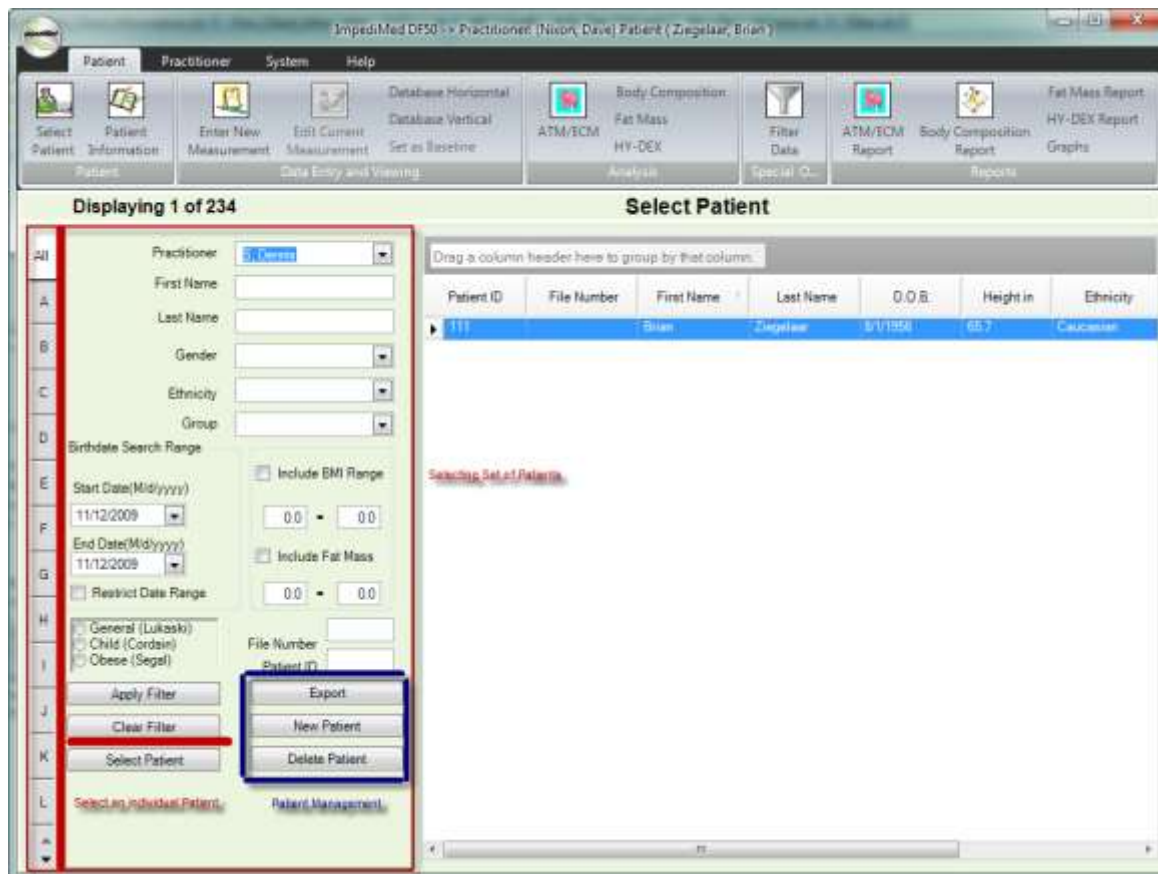 ImpediMed DF50 -> Practitioner (Nixon, Dave) Patient ( Ziegelaar, Brian )
Patient Practitioner System Help
Select Patient
Patient Information
Patient
Enter New Measurement
Edit Current Measurement
Database Horizontal
Database Vertical
Set as Baseline
Data Entry and Viewing
ATM/ECM
Body Composition
Fat Mass
HY-DEX
Analysis
Filter Data
Special O...
ATM/ECM Report
Body Composition Report
Fat Mass Report
HY-DEX Report
Graphs
Reports
Displaying 1 of 234
Select Patient
All
A
B
C
D
E
F
G
H
I
J
K
L
Practitioner
First Name
Last Name
Gender
Ethnicity
Group
Birthdate Search Range
Start Date(M/d/yyyy)
11/12/2009
End Date(M/d/yyyy)
11/12/2009
Restrict Date Range
Include BMI Range
0.0 - 0.0
Include Fat Mass
0.0 - 0.0
General (Lukaski)
Child (Cordain)
Obese (Segal)
File Number
Patient ID
Apply Filter
Clear Filter
Select Patient
Export
New Patient
Delete Patient
Select an Individual Patient
Patient Management
Drag a column header here to group by that column.
Patient ID File Number First Name Last Name D.O.B. Height in Ethnicity
111 Brian Ziegelaar 8/1/1956 65.7 Caucasian
Selecting Set of Patients